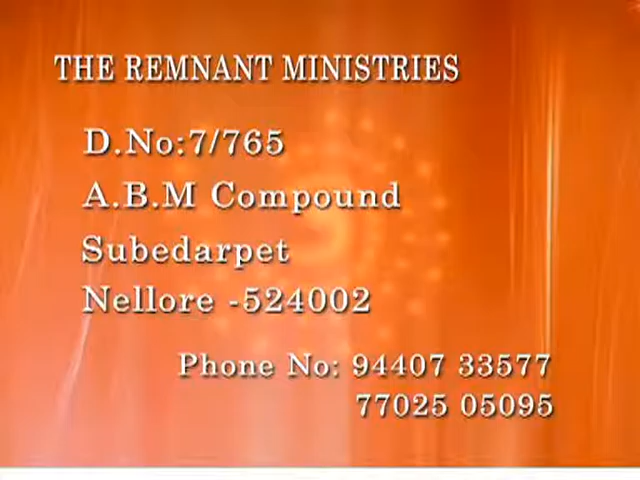 THE REMNANT MINISTRIES
D.No:7/765
A.B.M Compound
Subedarpet
Nellore -524002
Phone No: 94407 33577
77025 05095